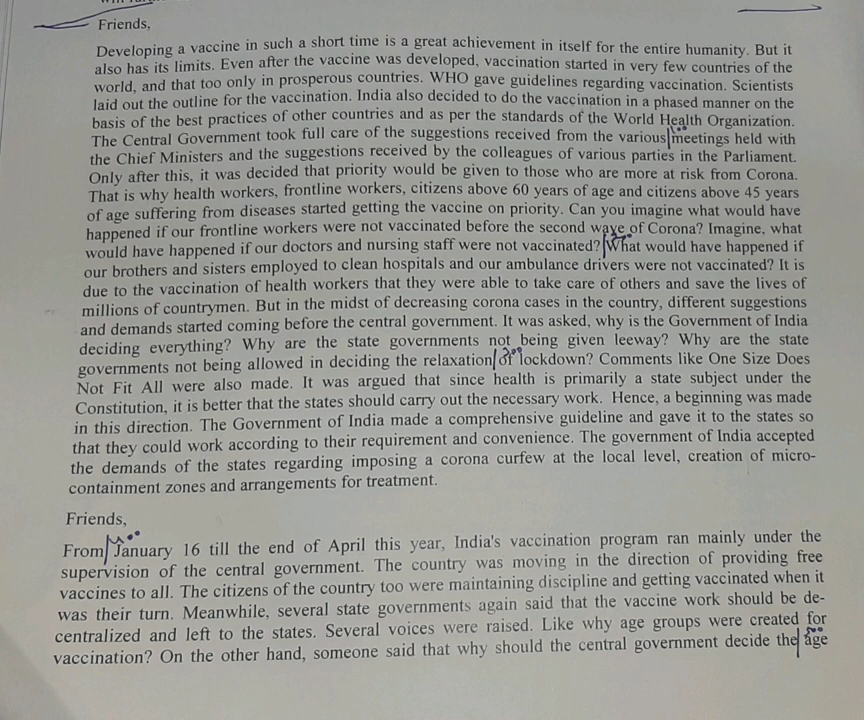 Friends,
Developing a vaccine in such a short time is a great achievement in itself for the entire humanity. But it
also has its limits. Even after the vaccine was developed, vaccination started in very few countries of the
world, and that too only in prosperous countries. WHO gave guidelines regarding vaccination. Scientists
laid out the outline for the vaccination. India also decided to do the vaccination in a phased manner on the
basis of the best practices of other countries and as per the standards of the World Health Organization.
The Central Government took full care of the suggestions received from the various meetings held with
the Chief Ministers and the suggestions received by the colleagues of various parties in the Parliament.
Only after this, it was decided that priority would be given to those who are more at risk from Corona.
That is why health workers, frontline workers, citizens above 60 years of age and citizens above 45 years
of age suffering from diseases started getting the vaccine on priority. Can you imagine what would have
happened if our frontline workers were not vaccinated before the second wave of Corona? Imagine, what
would have happened if our doctors and nursing staff were not vaccinated? What would have happened if
our brothers and sisters employed to clean hospitals and our ambulance drivers were not vaccinated? It is
due to the vaccination of health workers that they were able to take care of others and save the lives of
millions of countrymen. But in the midst of decreasing corona cases in the country, different suggestions
and demands started coming before the central government. It was asked, why is the Government of India
deciding everything? Why are the state governments not being given leeway? Why are the state
governments not being allowed in deciding the relaxation of lockdown? Comments like One Size Does
Not Fit All were also made. It was argued that since health is primarily a state subject under the
Constitution, it is better that the states should carry out the necessary work. Hence, a beginning was made
in this direction. The Government of India made a comprehensive guideline and gave it to the states so
that they could work according to their requirement and convenience. The government of India accepted
the demands of the states regarding imposing a corona curfew at the local level, creation of micro-
containment zones and arrangements for treatment.
Friends,
From January 16 till the end of April this year, India's vaccination program ran mainly under the
supervision of the central government. The country was moving in the direction of providing free
vaccines to all. The citizens of the country too were maintaining discipline and getting vaccinated when it
was their turn. Meanwhile, several state governments again said that the vaccine work should be de-
centralized and left to the states. Several voices were raised. Like why age groups were created for
vaccination? On the other hand, someone said that why should the central government decide the age